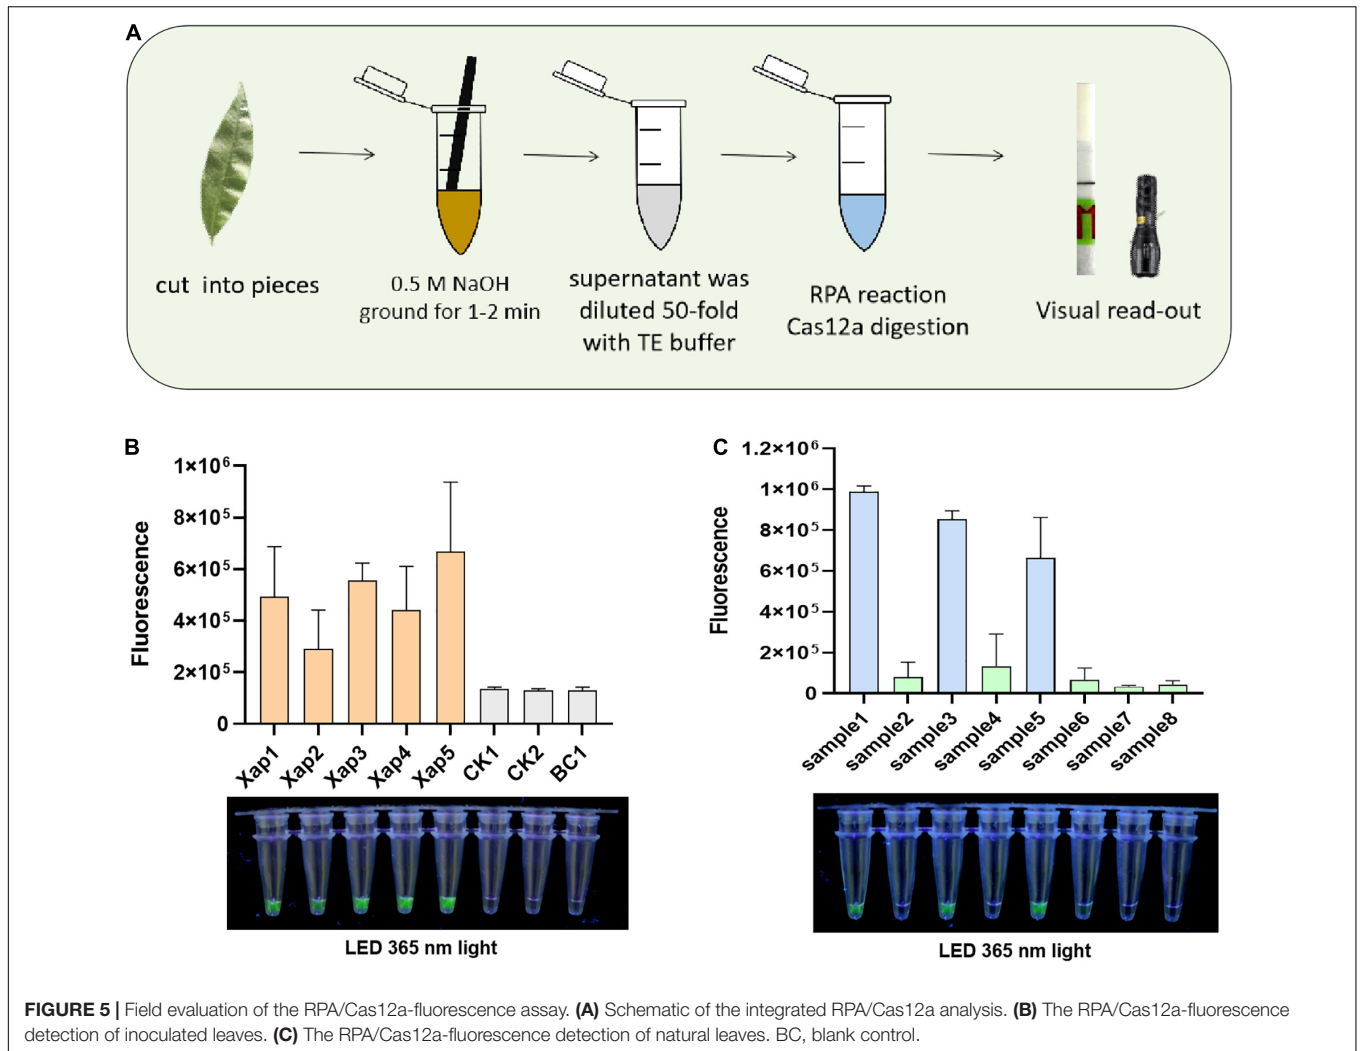 A
cut into pieces
0.5 M NaOH
ground for 1-2 min
supernatant was
diluted 50-fold
with TE buffer
RPA reaction
Cas12a digestion
Visual read-out
B
Fluorescence
1×10⁶
8×10⁵
6×10⁵
4×10⁵
2×10⁵
0
Xap1
Xap2
Xap3
Xap4
Xap5
CK1
CK2
BC1
LED 365 nm light
C
Fluorescence
1.2×10⁶
1×10⁶
8×10⁵
6×10⁵
4×10⁵
2×10⁵
0
sample1
sample2
sample3
sample4
sample5
sample6
sample7
sample8
LED 365 nm light
FIGURE 5 | Field evaluation of the RPA/Cas12a-fluorescence assay. (A) Schematic of the integrated RPA/Cas12a analysis. (B) The RPA/Cas12a-fluorescence
detection of inoculated leaves. (C) The RPA/Cas12a-fluorescence detection of natural leaves. BC, blank control.